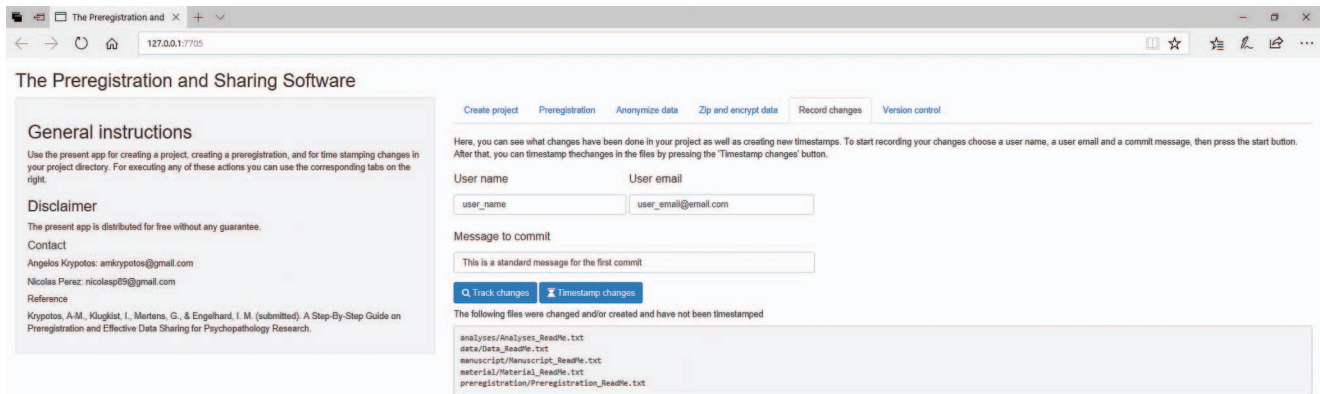 The Preregistration and
127.0.0.1:7705
The Preregistration and Sharing Software
General instructions
Use the present app for creating a project, creating a preregistration, and for time stamping changes in
your project directory. For executing any of these actions you can use the corresponding tabs on the
right.
Disclaimer
The present app is distributed for free without any guarantee.
Contact
Angelos Krypotos: amkrypotos@gmail.com
Nicolas Perez: nicolasp89@gmail.com
Reference
Krypotos, A-M., Klugkist, I., Mertens, G., & Engelhard, I. M. (submitted). A Step-By-Step Guide on
Preregistration and Effective Data Sharing for Psychopathology Research.
Create project Preregistration Anonymize data Zip and encrypt data Record changes Version control
Here, you can see what changes have been done in your project as well as creating new timestamps. To start recording your changes choose a user name, a user email and a commit message, then press the start button.
After that, you can timestamp thechanges in the files by pressing the 'Timestamp changes' button.
User name User email
user_name user_email@email.com
Message to commit
This is a standard message for the first commit
Track changes Timestamp changes
The following files were changed and/or created and have not been timestamped
analyses/Analyses_ReadMe.txt
data/Data_ReadMe.txt
manuscript/Manuscript_ReadMe.txt
material/Material_ReadMe.txt
preregistration/Preregistration_ReadMe.txt